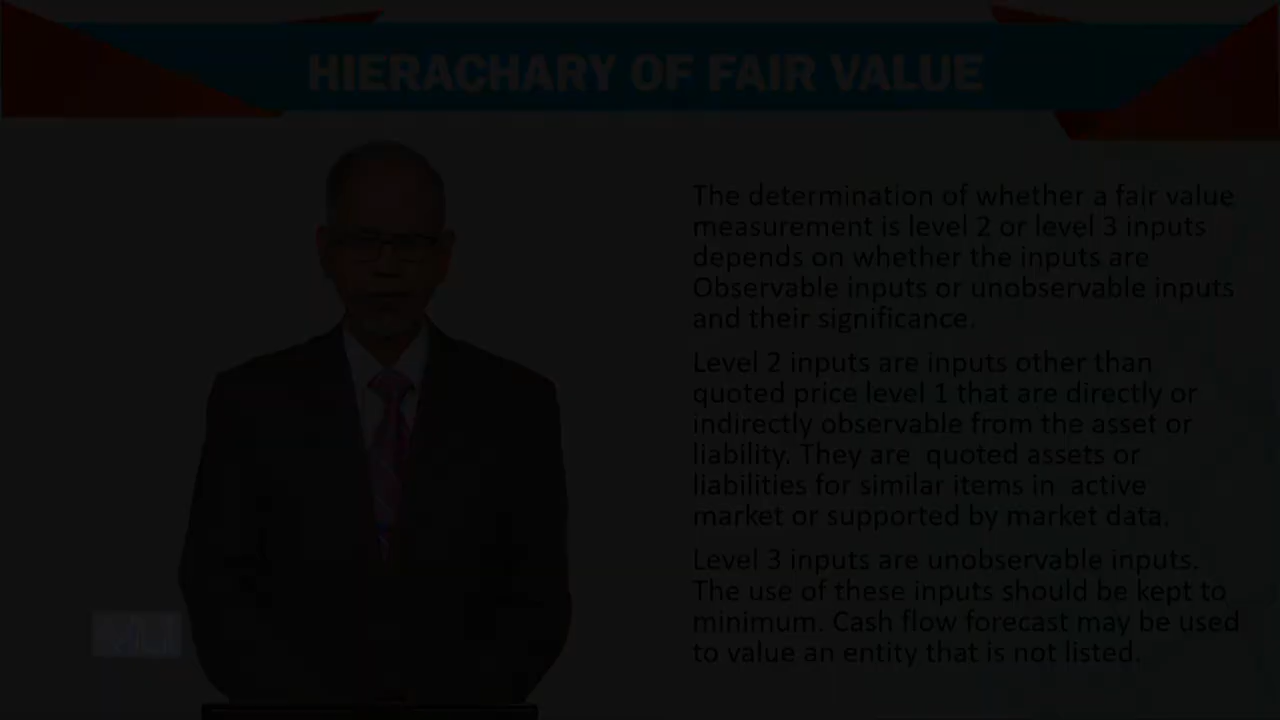 HIERACHARY OF FAIR VALUE
The determination of whether a fair value
measurement is level 2 or level 3 inputs
depends on whether the inputs are
Observable inputs or unobservable inputs
and their significance.
Level 2 inputs are inputs other than
quoted price level 1 that are directly or
indirectly observable from the asset or
liability. They are quoted assets or
liabilities for similar items in active
market or supported by market data.
Level 3 inputs are unobservable inputs.
The use of these inputs should be kept to
minimum. Cash flow forecast may be used
to value an entity that is not listed.